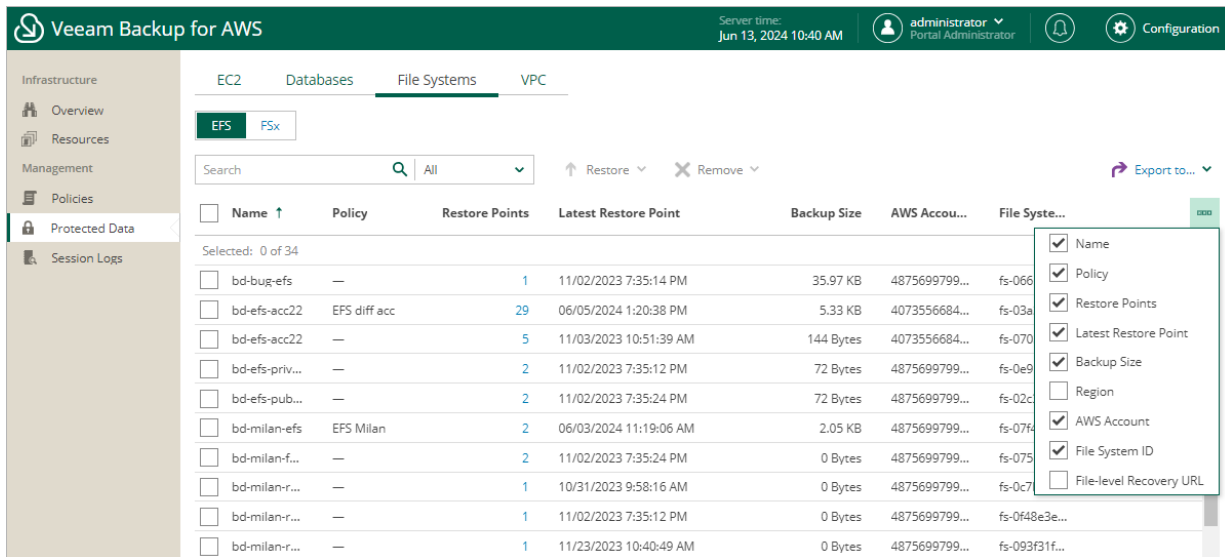 Veeam Backup for AWS
Server time:
Jun 13, 2024 10:40 AM
administrator
Portal Administrator
Configuration
Infrastructure
Overview
Resources
Management
Policies
Protected Data
Session Logs
EC2 Databases File Systems VPC
EFS FSx
Search All Restore Remove Export to...
Name ↑ Policy Restore Points Latest Restore Point Backup Size AWS Accou... File Syste...
Selected: 0 of 34
bd-bug-efs — 1 11/02/2023 7:35:14 PM 35.97 KB 4875699799... fs-066
bd-efs-acc22 EFS diff acc 29 06/05/2024 1:20:38 PM 5.33 KB 4073556684... fs-03a
bd-efs-acc22 — 5 11/03/2023 10:51:39 AM 144 Bytes 4073556684... fs-070
bd-efs-priv... — 2 11/02/2023 7:35:12 PM 72 Bytes 4875699799... fs-0e9
bd-efs-pub... — 2 11/02/2023 7:35:24 PM 72 Bytes 4875699799... fs-02c
bd-milan-efs EFS Milan 2 06/03/2024 11:19:06 AM 2.05 KB 4875699799... fs-07f4
bd-milan-f... — 2 11/02/2023 7:35:24 PM 0 Bytes 4875699799... fs-075
bd-milan-r... — 1 10/31/2023 9:58:16 AM 0 Bytes 4875699799... fs-0c7
bd-milan-r... — 1 11/02/2023 7:35:12 PM 0 Bytes 4875699799... fs-0f48e3e...
bd-milan-r... — 1 11/23/2023 10:40:49 AM 0 Bytes 4875699799... fs-093f31f...
Name
Policy
Restore Points
Latest Restore Point
Backup Size
Region
AWS Account
File System ID
File-level Recovery URL